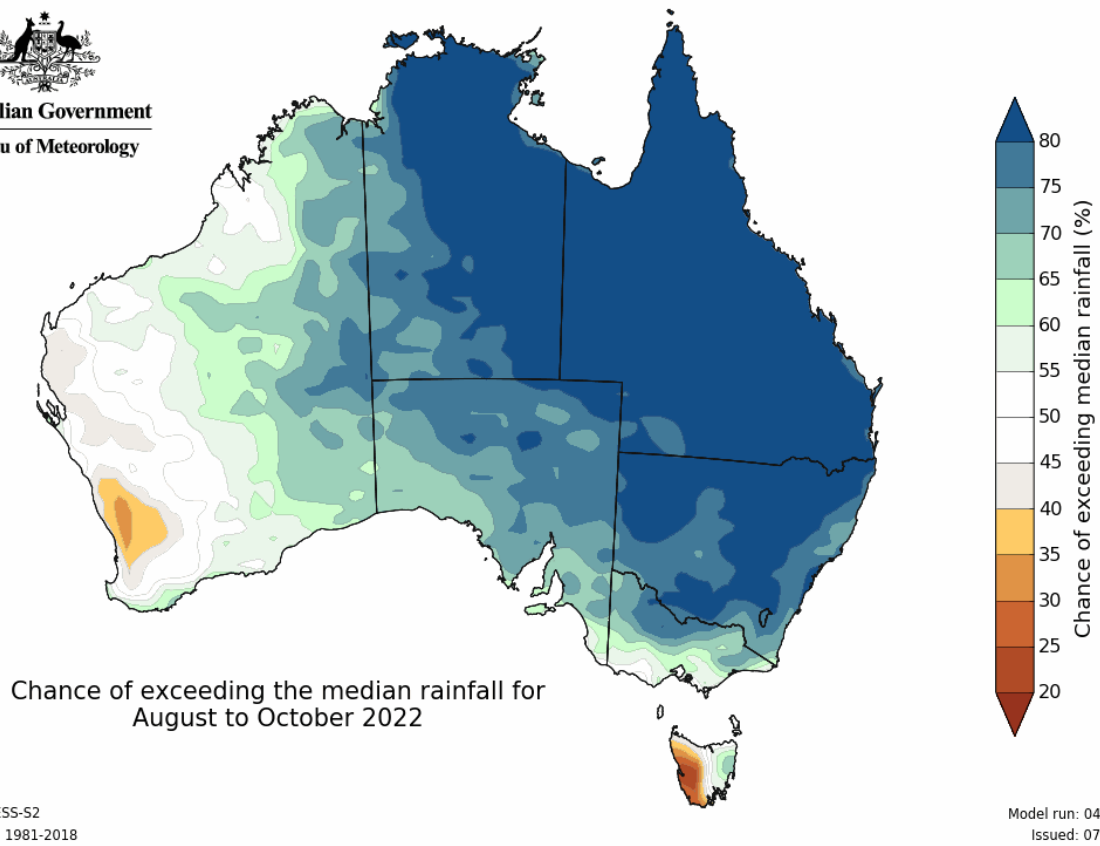 lian Government
u of Meteorology
80
75
70
65
60
55
50
45
40
35
30
25
20
Chance of exceeding median rainfall (%)
Chance of exceeding the median rainfall for
August to October 2022
ESS-S2
1981-2018
Model run: 04
Issued: 07